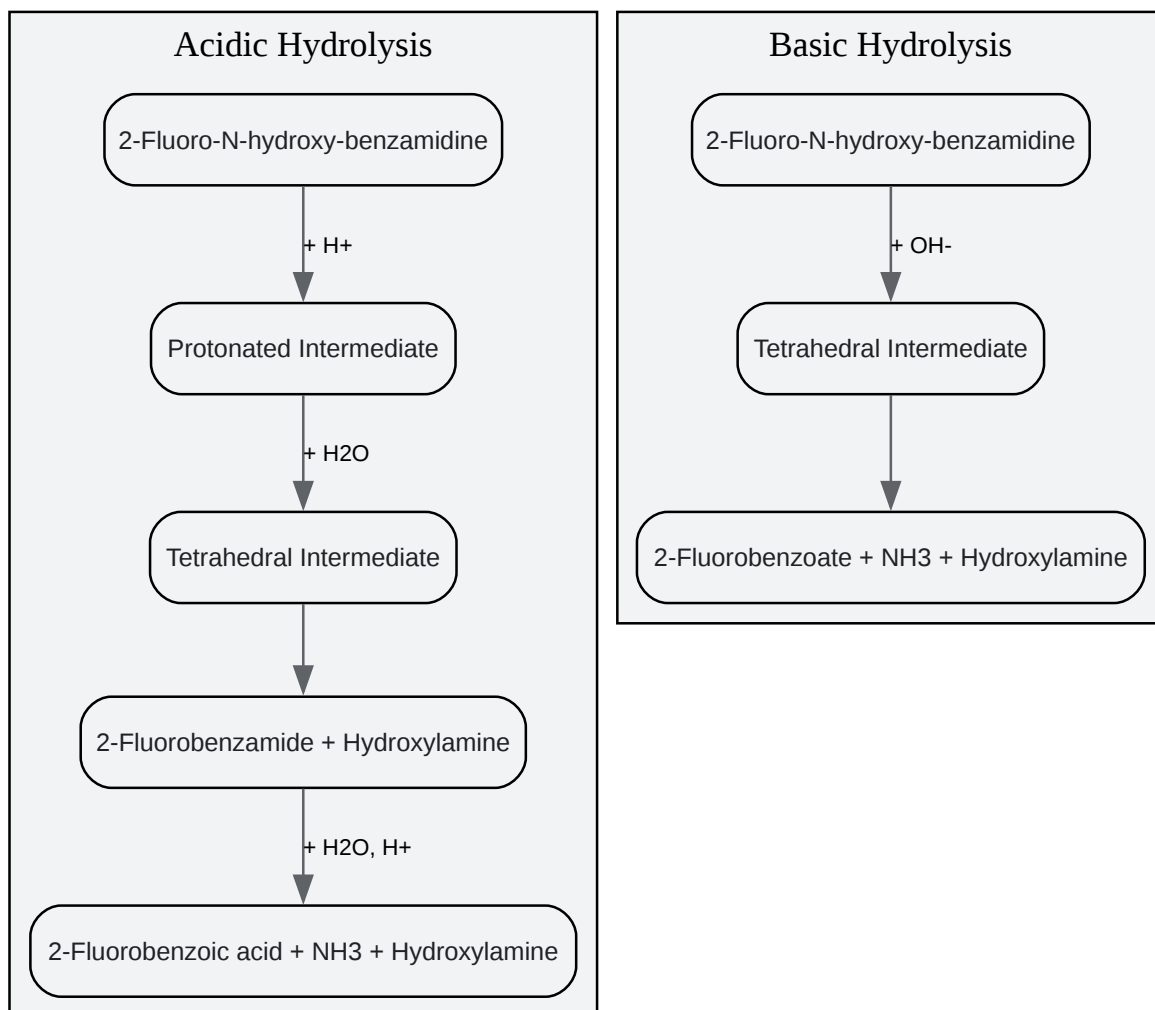 Acidic Hydrolysis
2-Fluoro-N-hydroxy-benzamidine
+ H+
Protonated Intermediate
+ H2O
Tetrahedral Intermediate
2-Fluorobenzamide + Hydroxylamine
+ H2O, H+
2-Fluorobenzoic acid + NH3 + Hydroxylamine
Basic Hydrolysis
2-Fluoro-N-hydroxy-benzamidine
+ OH-
Tetrahedral Intermediate
2-Fluorobenzoate + NH3 + Hydroxylamine